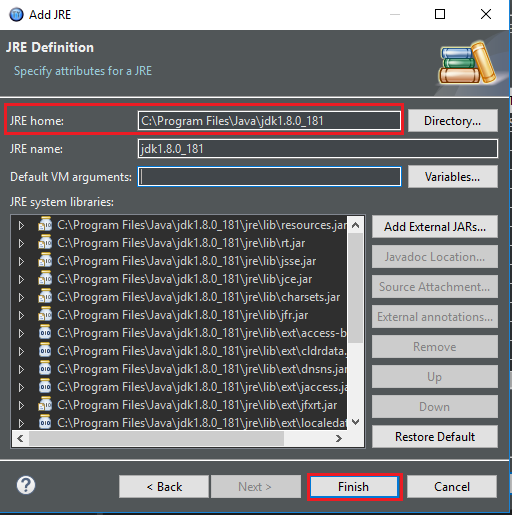 Add JRE
JRE Definition
Specify attributes for a JRE
JRE home: C:\Program Files\Java\jdk1.8.0_181 Directory...
JRE name: jdk1.8.0_181
Default VM arguments: Variables...
JRE system libraries:
C:\Program Files\Java\jdk1.8.0_181\jre\lib\resources.jar
C:\Program Files\Java\jdk1.8.0_181\jre\lib\rt.jar
C:\Program Files\Java\jdk1.8.0_181\jre\lib\jsse.jar
C:\Program Files\Java\jdk1.8.0_181\jre\lib\jce.jar
C:\Program Files\Java\jdk1.8.0_181\jre\lib\charsets.jar
C:\Program Files\Java\jdk1.8.0_181\jre\lib\jfr.jar
C:\Program Files\Java\jdk1.8.0_181\jre\lib\ext\access-b
C:\Program Files\Java\jdk1.8.0_181\jre\lib\ext\cldrdata.
C:\Program Files\Java\jdk1.8.0_181\jre\lib\ext\dnsns.jar
C:\Program Files\Java\jdk1.8.0_181\jre\lib\ext\jaccess.jar
C:\Program Files\Java\jdk1.8.0_181\jre\lib\ext\jfxrt.jar
C:\Program Files\Java\jdk1.8.0_181\jre\lib\ext\localedat
Add External JARs...
Javadoc Location...
Source Attachment...
External annotations...
Remove
Up
Down
Restore Default
? < Back Next > Finish Cancel